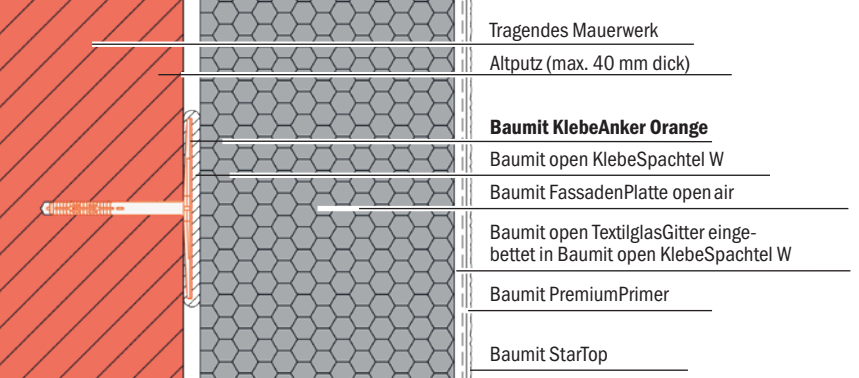 Tragendes Mauerwerk
Altputz (max. 40 mm dick)
Baumit KlebeAnker Orange
Baumit open KlebeSpachtel W
Baumit FassadenPlatte open air
Baumit open TextilglasGitter einge-
bettet in Baumit open KlebeSpachtel W
Baumit PremiumPrimer
Baumit StarTop